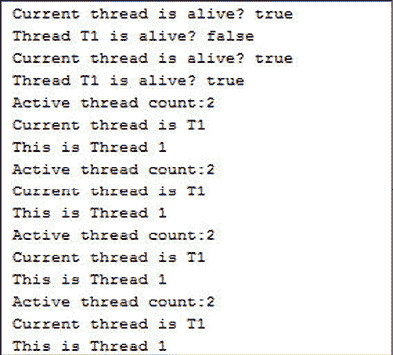 Current thread is alive? true
Thread T1 is alive? false
Current thread is alive? true
Thread T1 is alive? true
Active thread count:2
Current thread is T1
This is Thread 1
Active thread count:2
Current thread is T1
This is Thread 1
Active thread count:2
Current thread is T1
This is Thread 1
Active thread count:2
Current thread is T1
This is Thread 1